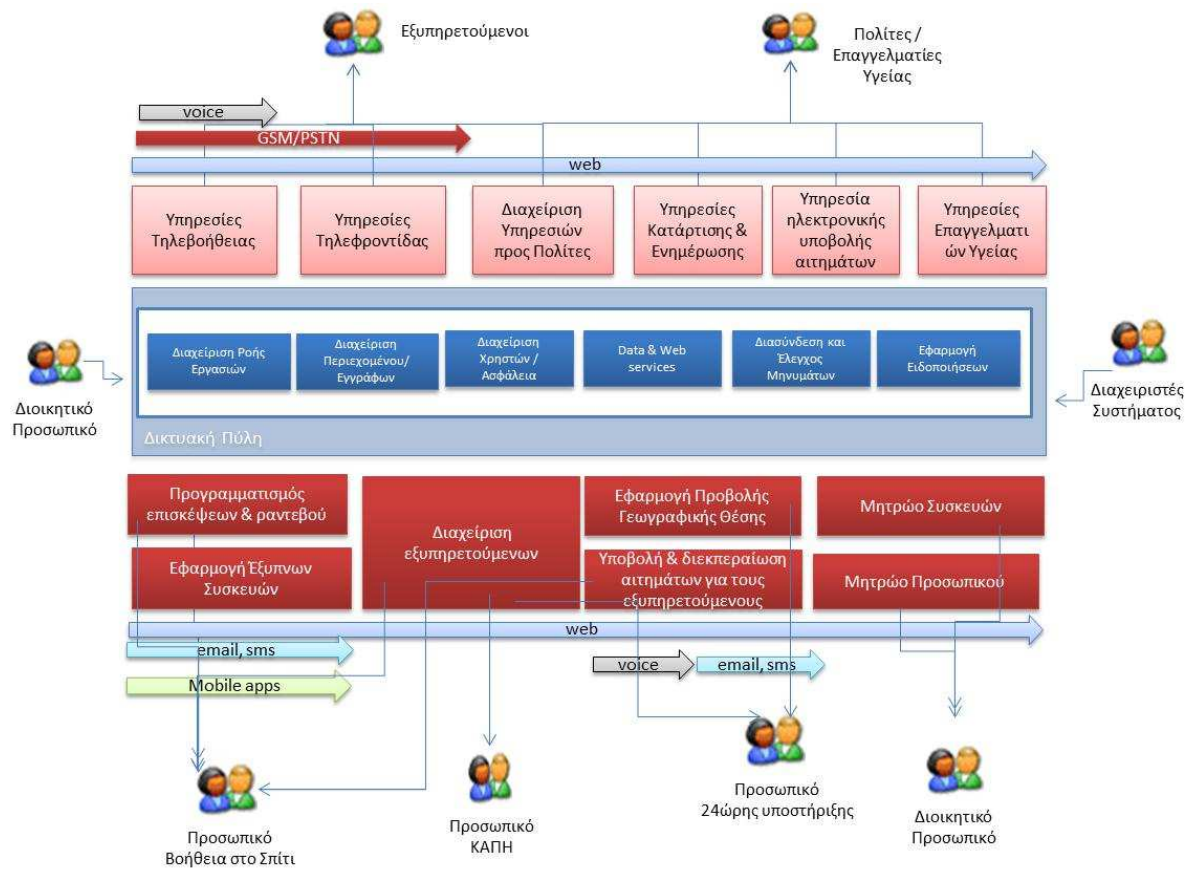 Εξυπηρετούμενοι
Πολίτες /
Επαγγελματίες
Υγείας
voice
GSM/PSTN
web
Υπηρεσίες
Τηλεβοήθειας
Υπηρεσίες
Τηλεφροντίδας
Διαχείριση
Υπηρεσιών
προς Πολίτες
Υπηρεσίες
Κατάρτισης &
Ενημέρωσης
Υπηρεσία
ηλεκτρονικής
υποβολής
αιτημάτων
Υπηρεσίες
Επαγγελματι
ών Υγείας
Διοικητικό
Προσωπικό
Διαχείριση Ροής
Εργασιών
Διαχείριση
Περιεχομένου/
Εγγράφων
Διαχείριση
Χρηστών /
Ασφάλεια
Data & Web
services
Διασύνδεση και
Έλεγχος
Μηνυμάτων
Εφαρμογή
Ειδοποιήσεων
Διαχειριστές
Συστήματος
Δικτυακή Πύλη
Προγραμματισμός
επισκέψεων & ραντεβού
Εφαρμογή Έξυπνων
Συσκευών
Διαχείριση
εξυπηρετούμενων
Εφαρμογή Προβολής
Γεωγραφικής Θέσης
Υποβολή & διεκπεραίωση
αιτημάτων για τους
εξυπηρετούμενους
Μητρώο Συσκευών
Μητρώο Προσωπικού
web
email, sms
Mobile apps
voice
email, sms
Προσωπικό
Βοήθεια στο Σπίτι
Προσωπικό
ΚΑΠΗ
Προσωπικό
24ώρης υποστήριξης
Διοικητικό
Προσωπικό